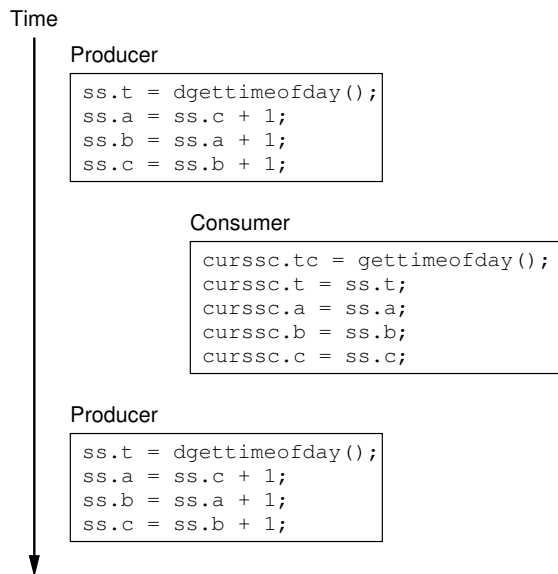 Time
Producer
ss.t = dgettimeofday();
ss.a = ss.c + 1;
ss.b = ss.a + 1;
ss.c = ss.b + 1;
Consumer
curssc.tc = gettimeofday();
curssc.t = ss.t;
curssc.a = ss.a;
curssc.b = ss.b;
curssc.c = ss.c;
Producer
ss.t = dgettimeofday();
ss.a = ss.c + 1;
ss.b = ss.a + 1;
ss.c = ss.b + 1;